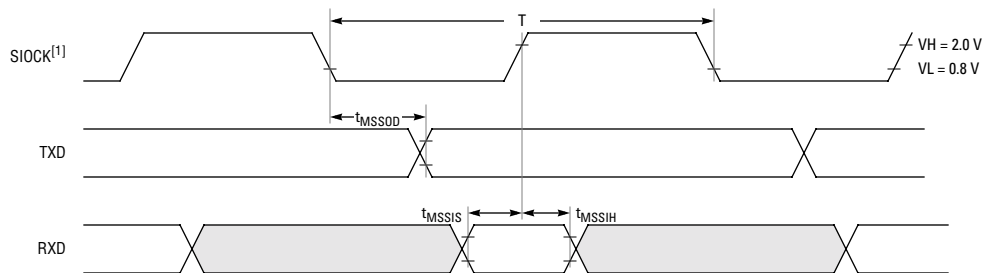 T
SIOCK[1]
VH = 2.0 V
VL = 0.8 V
tMSSOD
TXD
tMSSIS
tMSSIH
RXD